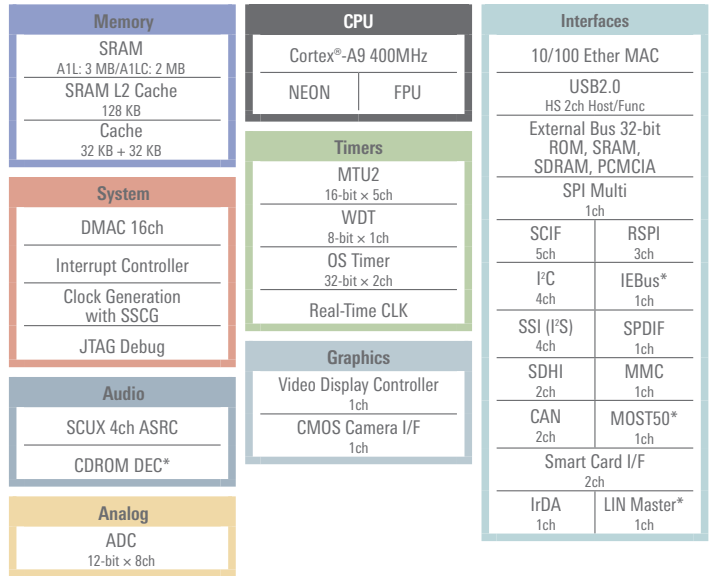 Memory
SRAM
A1L: 3 MB/A1LC: 2 MB
SRAM L2 Cache
128 KB
Cache
32 KB + 32 KB
System
DMAC 16ch
Interrupt Controller
Clock Generation
with SSCG
JTAG Debug
Audio
SCUX 4ch ASRC
CDROM DEC*
Analog
ADC
12-bit × 8ch
CPU
Cortex®-A9 400MHz
NEON FPU
Timers
MTU2
16-bit × 5ch
WDT
8-bit × 1ch
OS Timer
32-bit × 2ch
Real-Time CLK
Graphics
Video Display Controller
1ch
CMOS Camera I/F
1ch
Interfaces
10/100 Ether MAC
USB2.0
HS 2ch Host/Func
External Bus 32-bit
ROM, SRAM,
SDRAM, PCMCIA
SPI Multi
1ch
SCIF RSPI
5ch 3ch
I²C IEBus*
4ch 1ch
SSI (I²S) SPDIF
4ch 1ch
SDHI MMC
2ch 1ch
CAN MOST50*
2ch 1ch
Smart Card I/F
2ch
IrDA LIN Master*
1ch 1ch